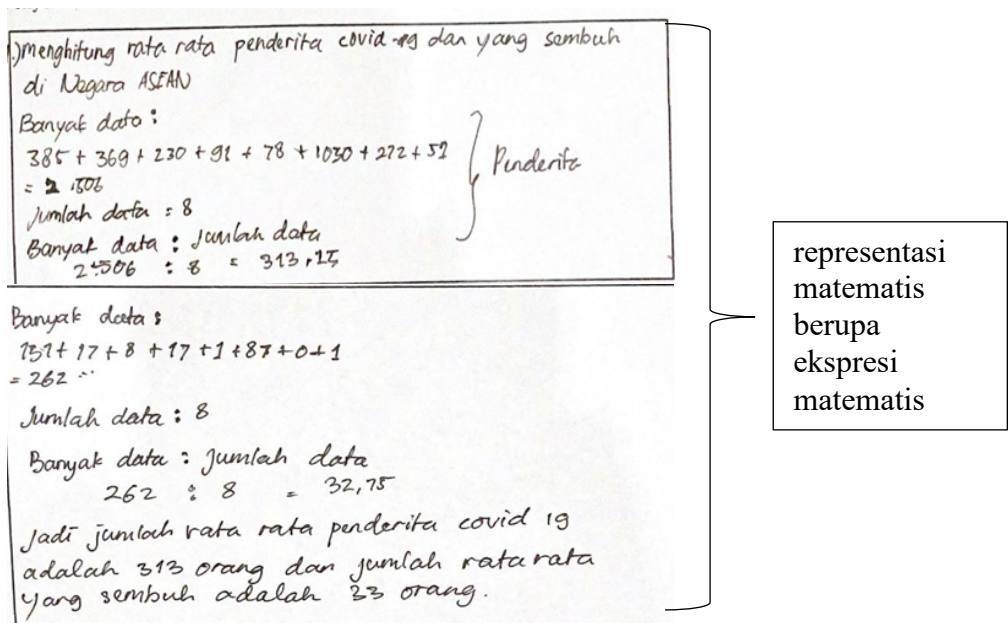 1.) menghitung rata rata penderita covid-19 dan yang sembuh
di Negara ASEAN
Banyak data :
385 + 369 + 230 + 91 + 78 + 1030 + 272 + 51
= 2.506
Penderita
Jumlah data : 8
Banyak data : Jumlah data
2.506 : 8 = 313,25
Banyak data :
131 + 17 + 8 + 17 + 1 + 87 + 0 + 1
= 262
Jumlah data : 8
Banyak data : Jumlah data
262 : 8 = 32,75
Jadi jumlah rata rata penderita covid 19
adalah 313 orang dan jumlah rata rata
yang sembuh adalah 33 orang.
representasi
matematis
berupa
ekspresi
matematis